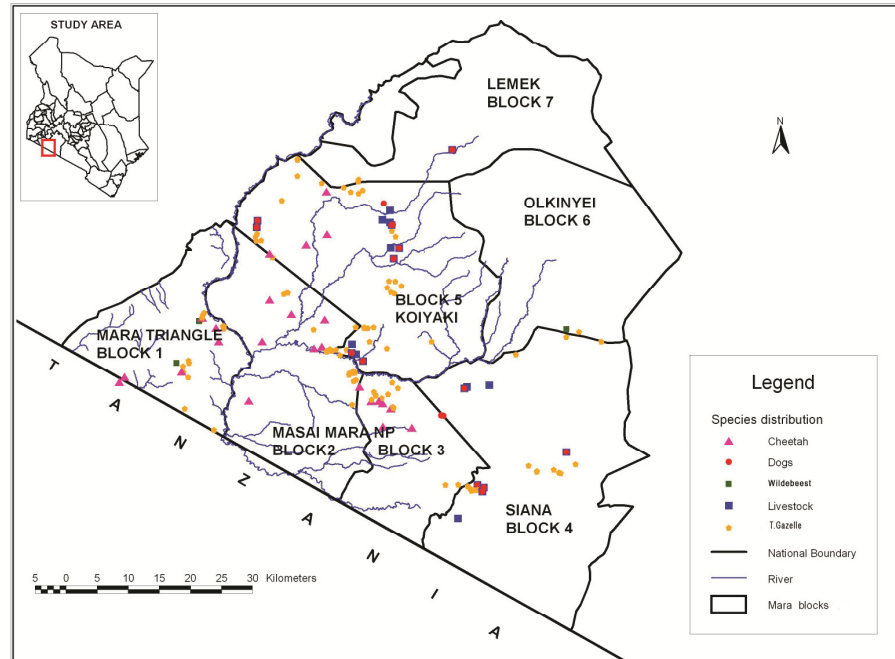 STUDY AREA
N
LEMEK
BLOCK 7
OLKINYEI
BLOCK 6
BLOCK 5
KOIYAKI
MARA TRIANGLE
BLOCK 1
MASAI MARA NP
BLOCK2
BLOCK 3
SIANA
BLOCK 4
T A N Z A N I A
5 0 5 10 15 20 25 30 Kilometers
Legend
Species distribution
Cheetah
Dogs
Wildebeest
Livestock
T.Gazelle
National Boundary
River
Mara blocks